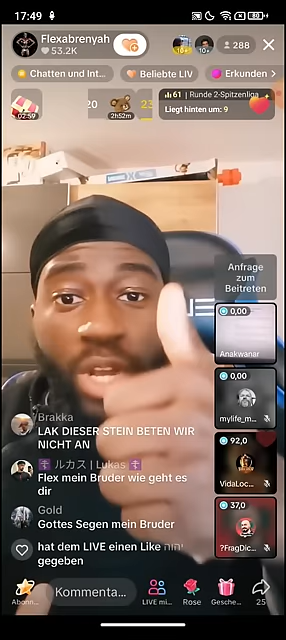 17:49
80
Flexabrenyah
53.2K
10+
10+
288
Chatten und Int...
Beliebte LIV
Erkunden
02:59
20
2h52m
23
61 | Runde 2-Spitzenliga
Liegt hinten um: 9
Anfrage
zum
Beitreten
0,00
Anakwanar
0,00
mylife_m...
92,0
VidaLoc...
37,0
?FragDic...
Brakka
LAK DIESER STEIN BETEN WIR
NICHT AN
ルカス | Lukas
Flex mein Bruder wie geht es
dir
Gold
Gottes Segen mein Bruder
hat dem LIVE einen Like יהוה
gegeben
Abonn...
Kommenta...
LIVE mi...
Rose
Gesche...
25